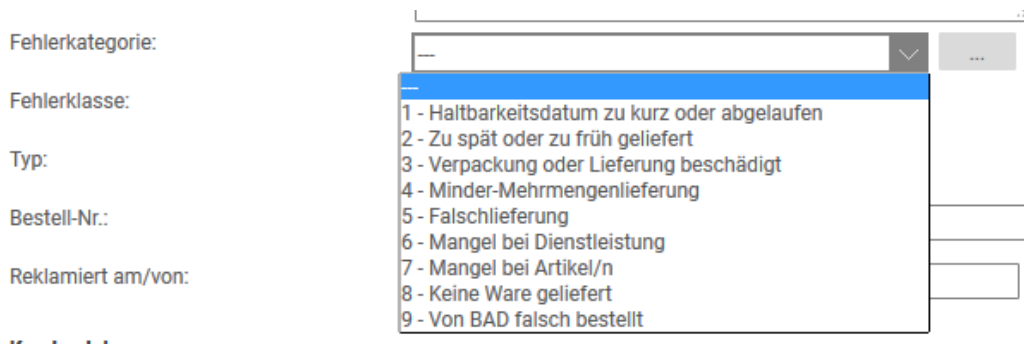 Fehlerkategorie:
---
...
Fehlerklasse:
---
1 - Haltbarkeitsdatum zu kurz oder abgelaufen
2 - Zu spät oder zu früh geliefert
Typ:
3 - Verpackung oder Lieferung beschädigt
4 - Minder-Mehrmengenlieferung
Bestell-Nr.:
5 - Falschlieferung
6 - Mangel bei Dienstleistung
Reklamiert am/von:
7 - Mangel bei Artikel/n
8 - Keine Ware geliefert
9 - Von BAD falsch bestellt